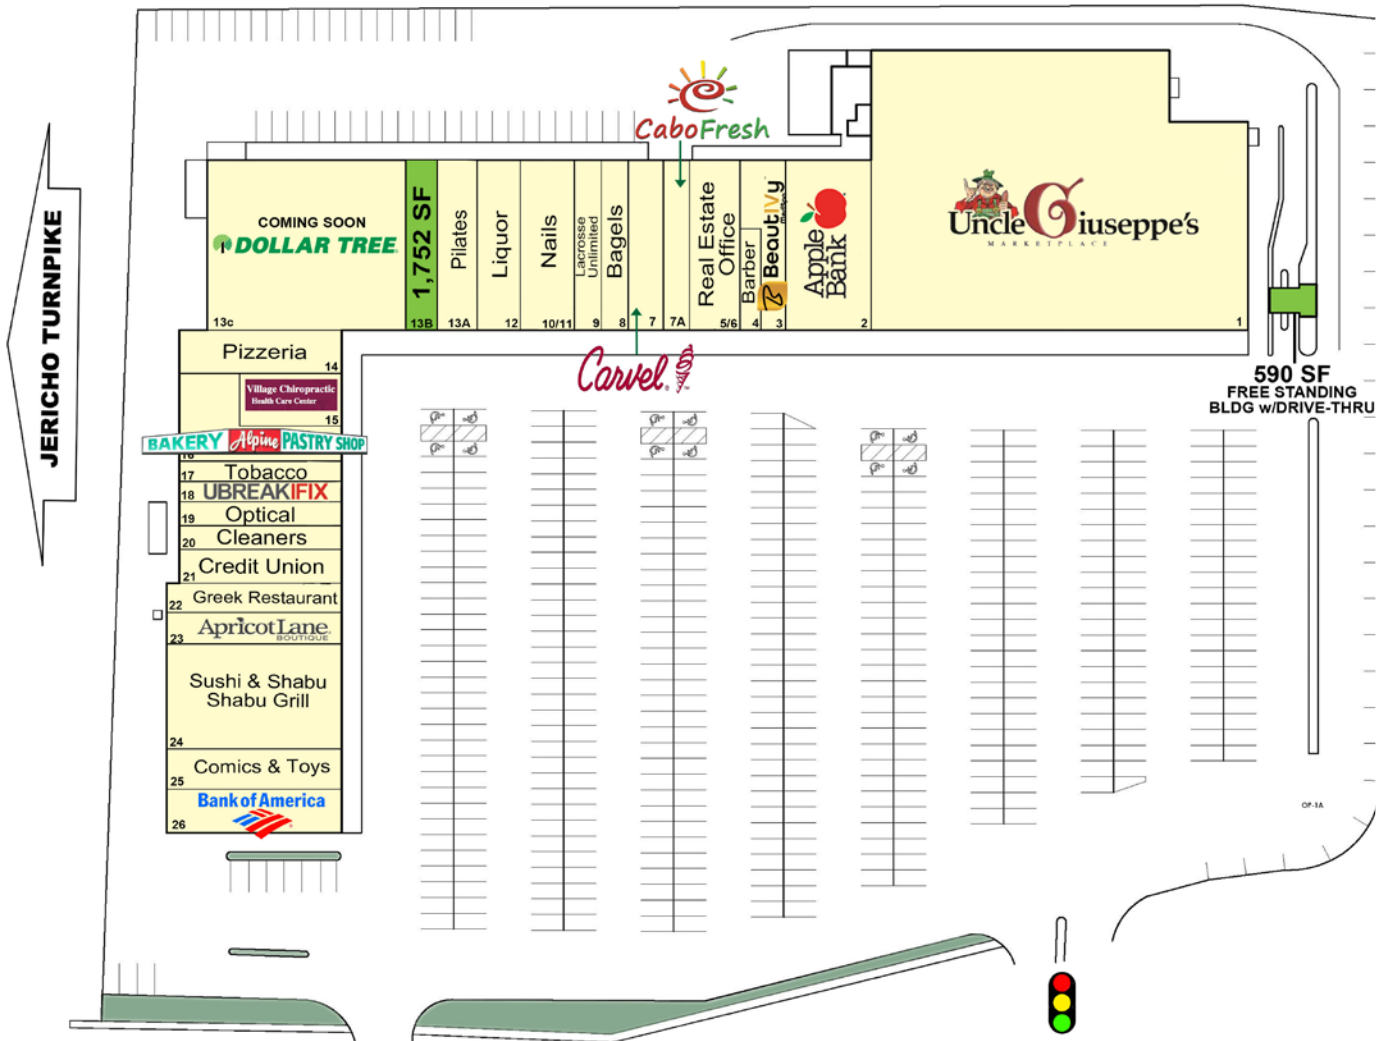 CaboFresh
JERICHO TURNPIKE
COMING SOON
DOLLAR TREE
13c
1,752 SF
13B
Pilates
13A
Liquor
12
Nails
10/11
Lacrosse
Unlimited
9
Bagels
8
7
7A
Real Estate
Office
5/6
Barber
4
BeautIVy
3
Apple
Bank
2
Uncle Giuseppe's
MARKETPLACE
1
Carvel
590 SF
FREE STANDING
BLDG w/DRIVE-THRU
Pizzeria
14
Village Chiropractic
Health Care Center
15
BAKERY Alpine PASTRY SHOP
16
Tobacco
17
UBREAKIFIX
18
Optical
19
Cleaners
20
Credit Union
21
Greek Restaurant
22
ApricotLane
BOUTIQUE
23
Sushi & Shabu
Shabu Grill
24
Comics & Toys
25
Bank of America
26
OP-1A